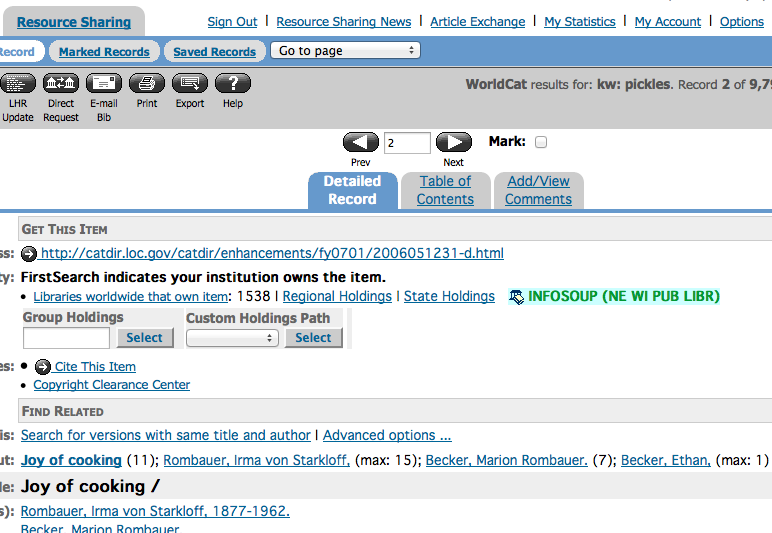 Resource Sharing
Sign Out | Resource Sharing News | Article Exchange | My Statistics | My Account | Options
Record Marked Records Saved Records Go to page
LHR Update Direct Request E-mail Bib Print Export Help
WorldCat results for: kw: pickles. Record 2 of 9,79
Prev 2 Next Mark:
Detailed Record Table of Contents Add/View Comments
GET THIS ITEM
ss: http://catdir.loc.gov/catdir/enhancements/fy0701/2006051231-d.html
ty: FirstSearch indicates your institution owns the item.
• Libraries worldwide that own item: 1538 | Regional Holdings | State Holdings INFOSOUP (NE WI PUB LIBR)
Group Holdings Custom Holdings Path
Select Select
es: • Cite This Item
• Copyright Clearance Center
FIND RELATED
is: Search for versions with same title and author | Advanced options ...
ut: Joy of cooking (11); Rombauer, Irma von Starkloff, (max: 15); Becker, Marion Rombauer. (7); Becker, Ethan, (max: 1)
le: Joy of cooking /
s): Rombauer, Irma von Starkloff, 1877-1962.
Becker, Marion Rombauer